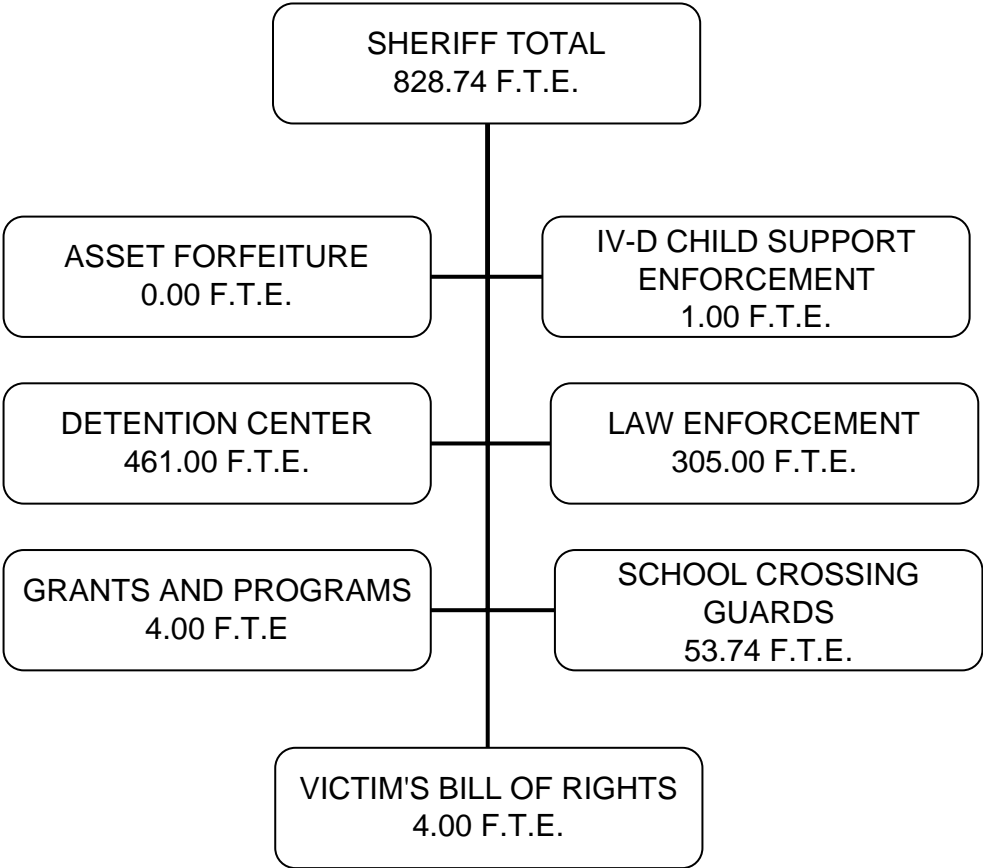 SHERIFF TOTAL
828.74 F.T.E.
ASSET FORFEITURE
0.00 F.T.E.
IV-D CHILD SUPPORT
ENFORCEMENT
1.00 F.T.E.
DETENTION CENTER
461.00 F.T.E.
LAW ENFORCEMENT
305.00 F.T.E.
GRANTS AND PROGRAMS
4.00 F.T.E
SCHOOL CROSSING
GUARDS
53.74 F.T.E.
VICTIM'S BILL OF RIGHTS
4.00 F.T.E.